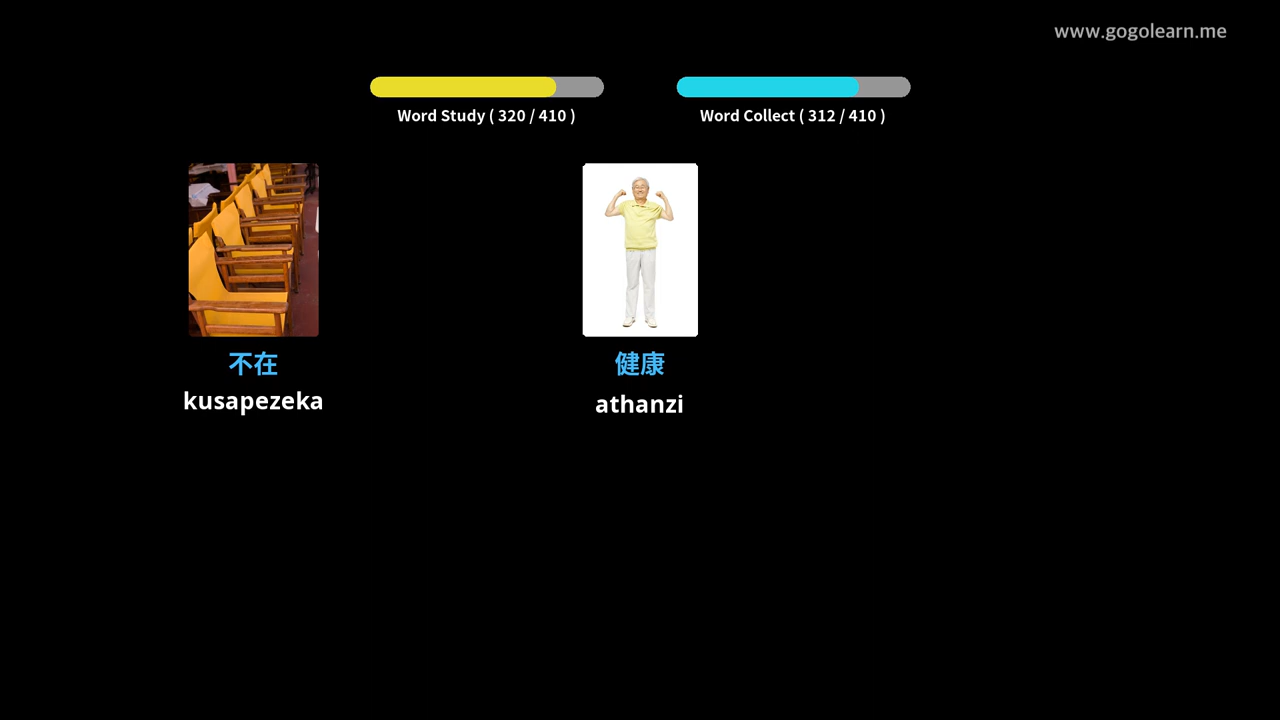 www.gogolearn.me
Word Study ( 320 / 410 )
Word Collect ( 312 / 410 )
不在
kusapezeka
健康
athanzi